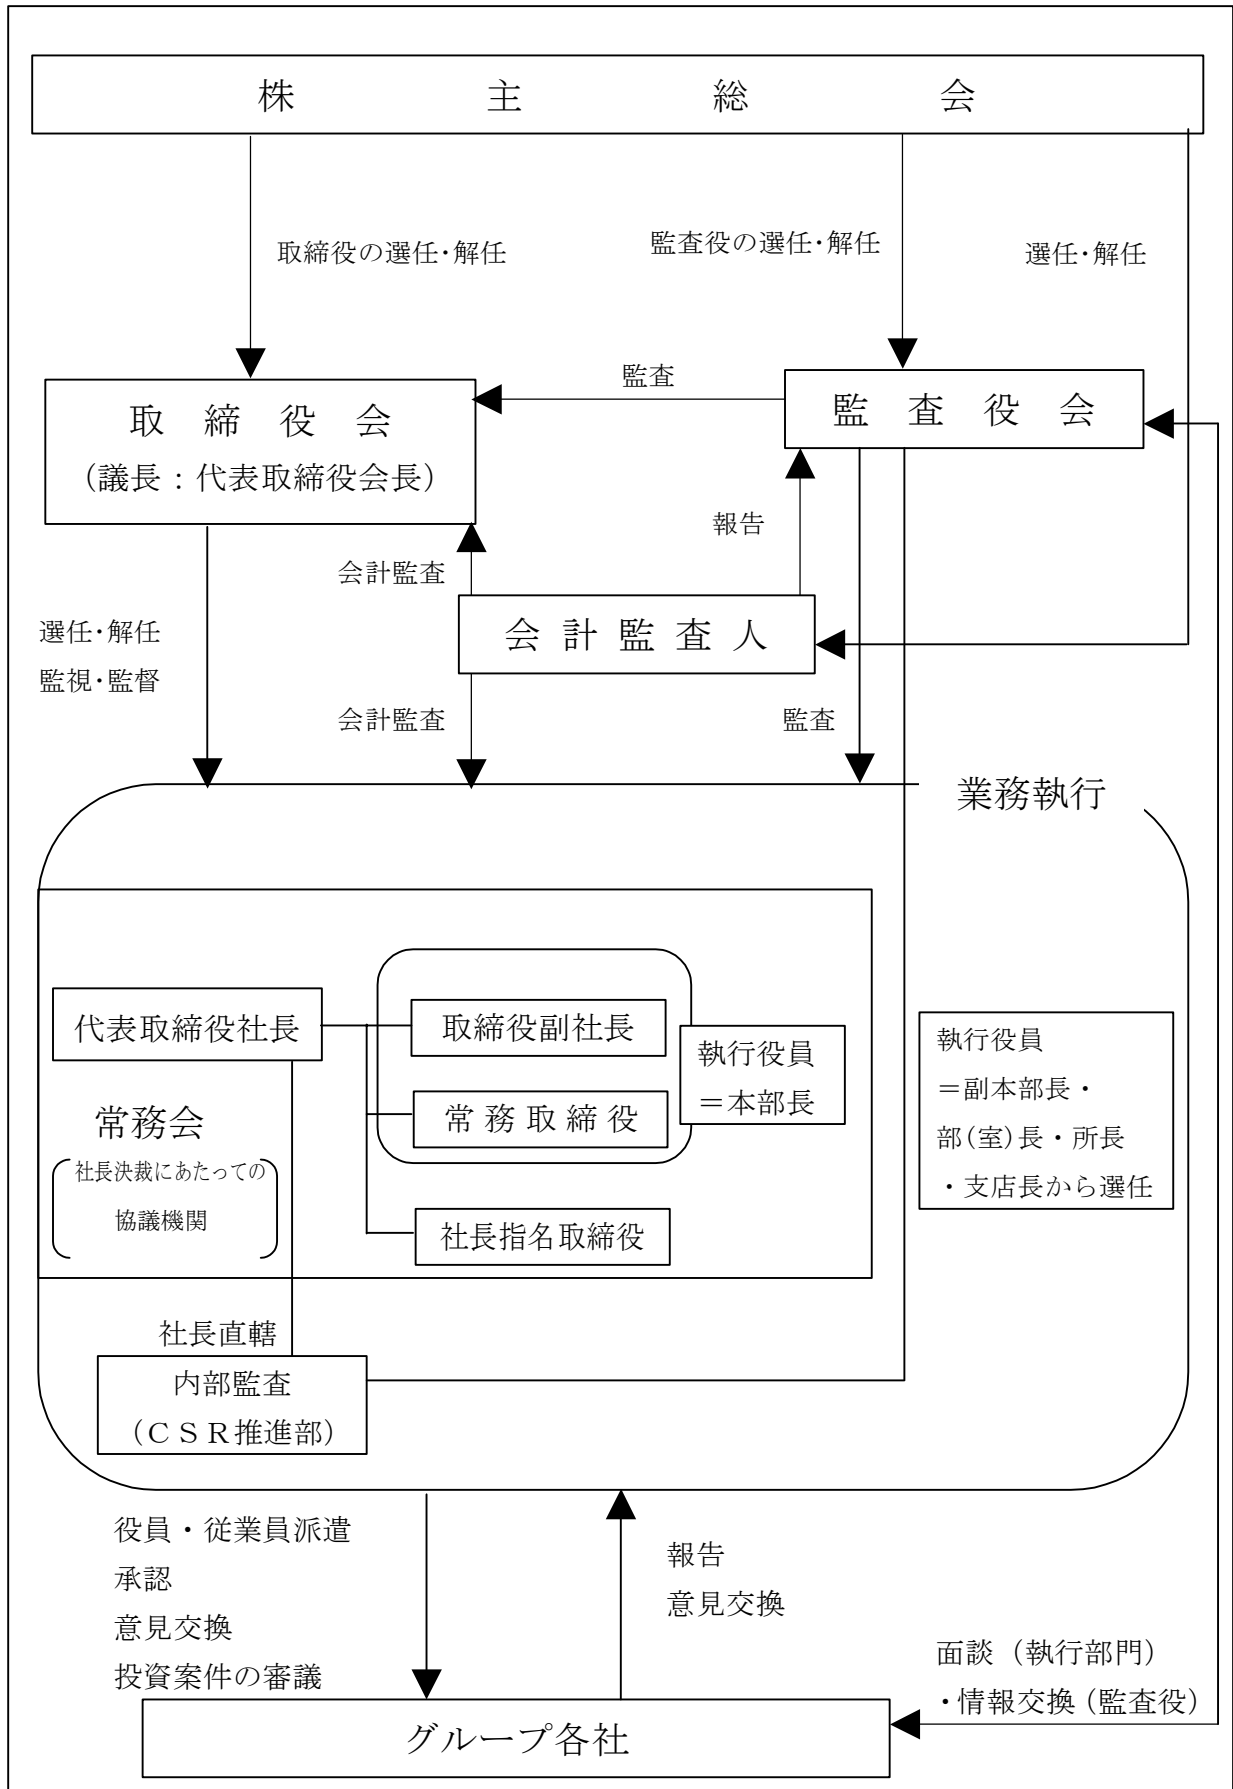 株主総会
取締役の選任・解任
監査役の選任・解任
選任・解任
監査
取締役会
（議長：代表取締役会長）
監査役会
報告
会計監査
会計監査人
選任・解任
監視・監督
会計監査
監査
業務執行
代表取締役社長
取締役副社長
執行役員
＝本部長
常務取締役
常務会
社長決裁にあたっての
協議機関
社長指名取締役
執行役員
＝副本部長・
部(室)長・所長
・支店長から選任
社長直轄
内部監査
（ＣＳＲ推進部）
役員・従業員派遣
承認
意見交換
投資案件の審議
報告
意見交換
面談（執行部門）
・情報交換（監査役）
グループ各社